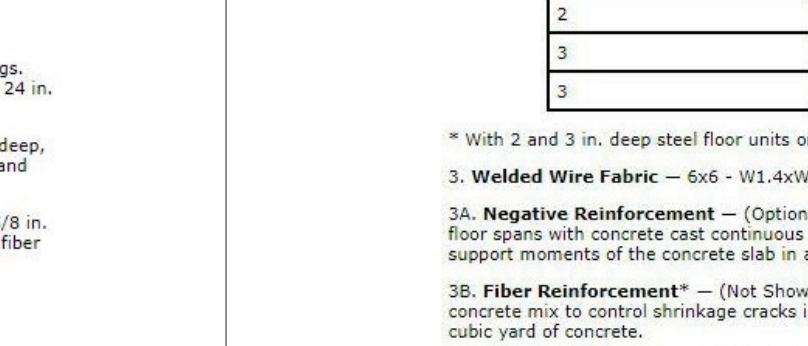 gs.
24 in.
deep,
and
/8 in.
fiber
2
3
3
* With 2 and 3 in. deep steel floor units o
3. Welded Wire Fabric — 6x6 - W1.4xW
3A. Negative Reinforcement — (Option
floor spans with concrete cast continuous
support moments of the concrete slab in a
3B. Fiber Reinforcement* — (Not Show
concrete mix to control shrinkage cracks i
cubic yard of concrete.